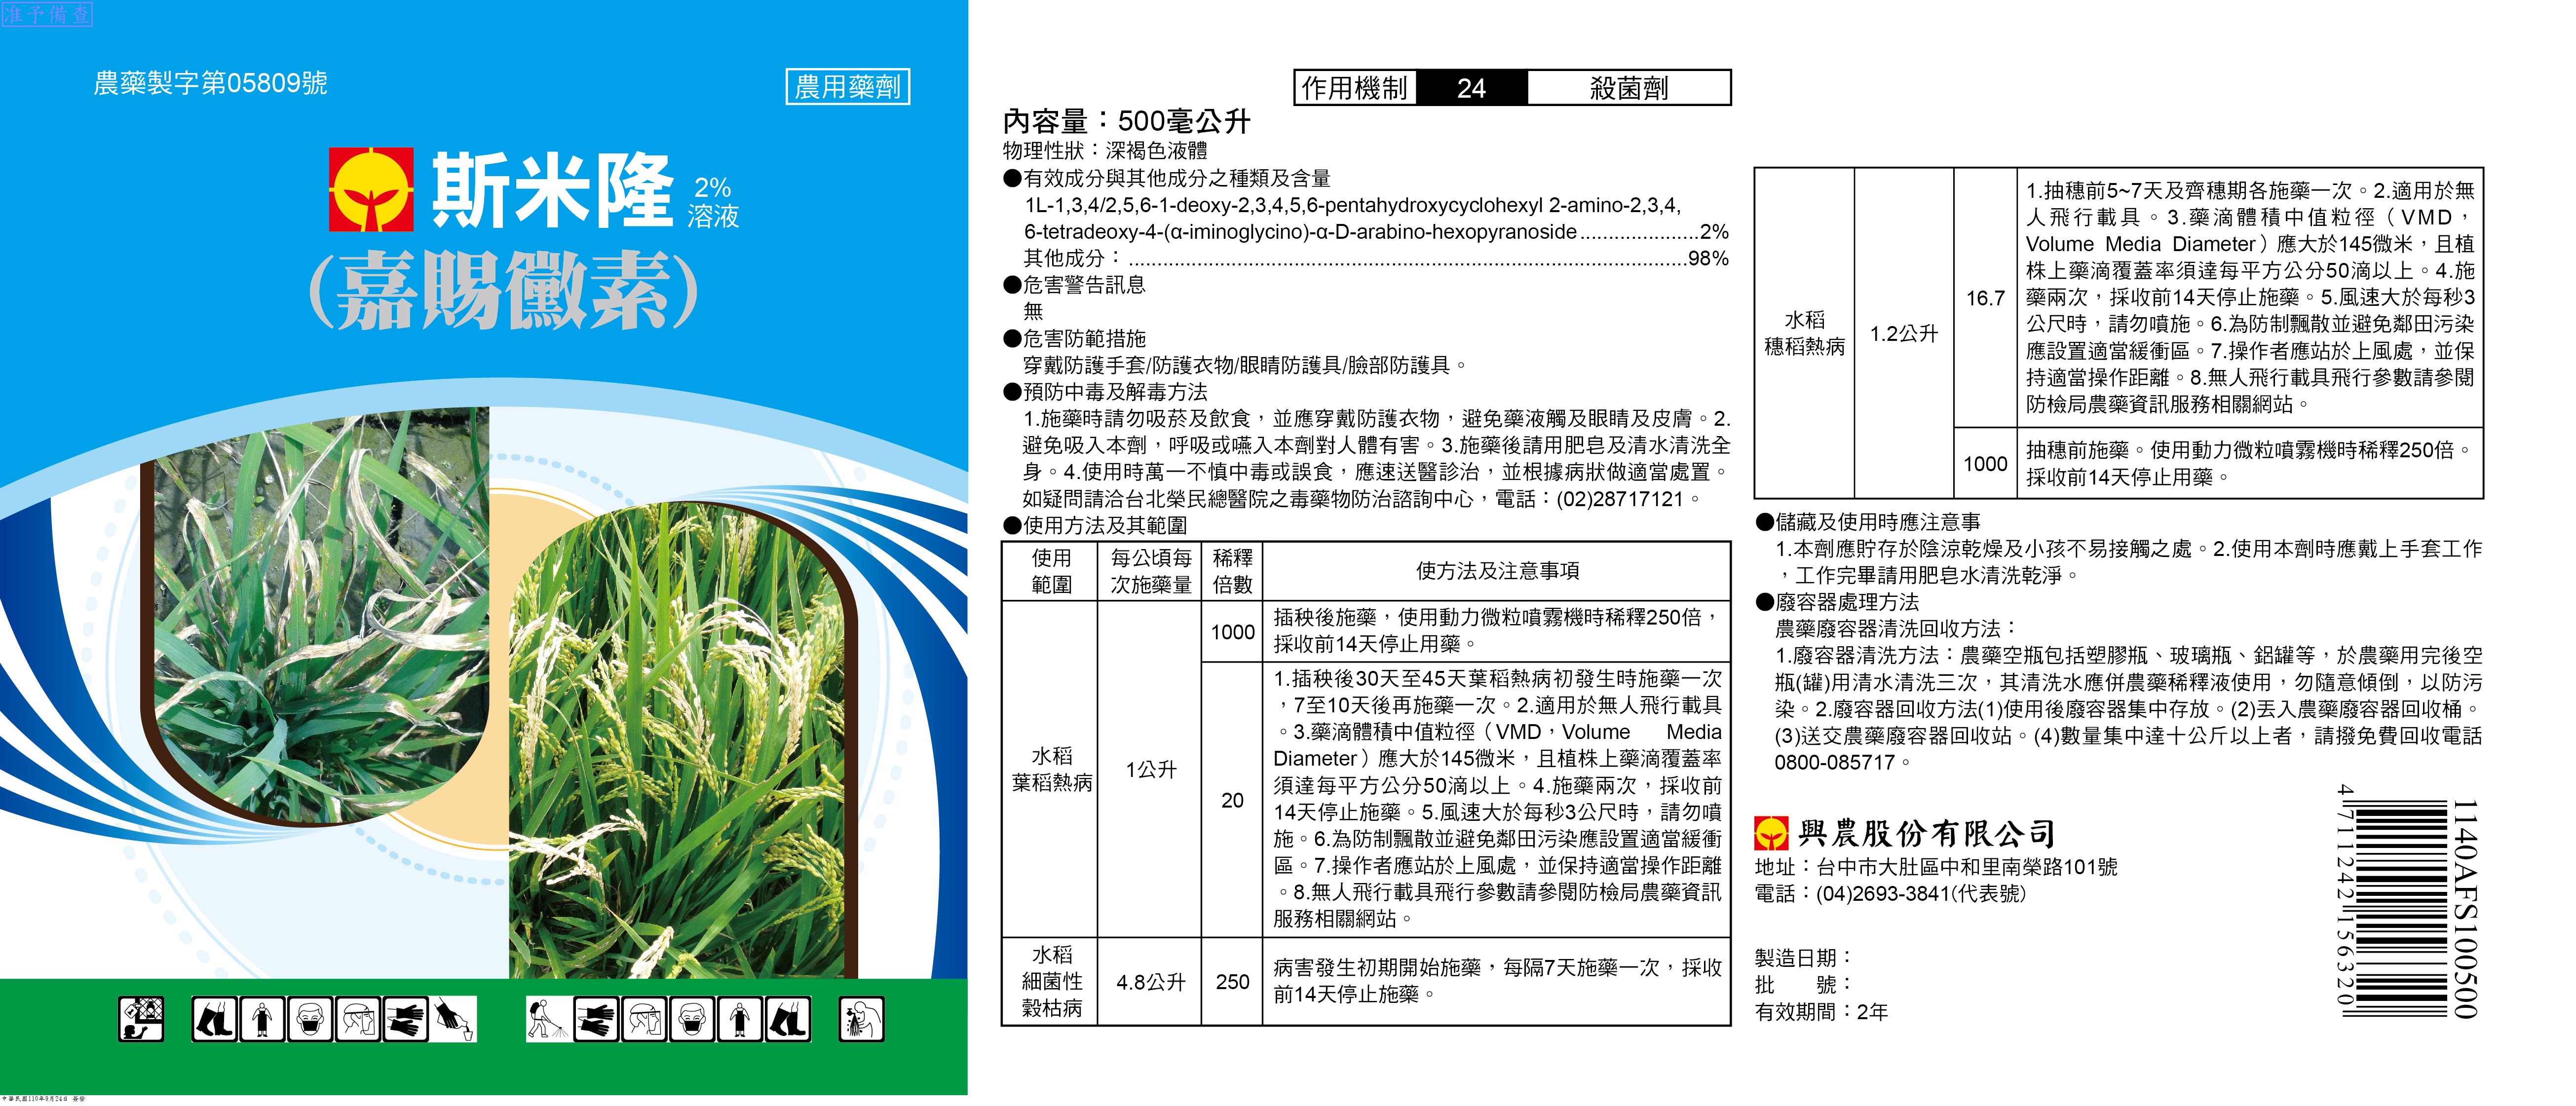 准予備查
農藥製字第05809號
農用藥劑
斯米隆 2%溶液
(嘉賜黴素)
中華民國110年9月24日 簽發
作用機制 24 殺菌劑
內容量：500毫公升
物理性狀：深褐色液體
●有效成分與其他成分之種類及含量
1L-1,3,4/2,5,6-1-deoxy-2,3,4,5,6-pentahydroxycyclohexyl 2-amino-2,3,4,
6-tetradeoxy-4-(α-iminoglycino)-α-D-arabino-hexopyranoside.....................2%
其他成分：....................................................................................................98%
●危害警告訊息
無
●危害防範措施
穿戴防護手套/防護衣物/眼睛防護具/臉部防護具。
●預防中毒及解毒方法
1.施藥時請勿吸菸及飲食，並應穿戴防護衣物，避免藥液觸及眼睛及皮膚。2.
避免吸入本劑，呼吸或嚥入本劑對人體有害。3.施藥後請用肥皂及清水清洗全
身。4.使用時萬一不慎中毒或誤食，應速送醫診治，並根據病狀做適當處置。
如疑問請洽台北榮民總醫院之毒藥物防治諮詢中心，電話：(02)28717121。
●使用方法及其範圍
使用範圍 每公頃每次施藥量 稀釋倍數 使方法及注意事項
水稻
葉稻熱病
1公升
1000
插秧後施藥，使用動力微粒噴霧機時稀釋250倍，
採收前14天停止用藥。
20
1.插秧後30天至45天葉稻熱病初發生時施藥一次
，7至10天後再施藥一次。2.適用於無人飛行載具
。3.藥滴體積中值粒徑（VMD，Volume Media
Diameter）應大於145微米，且植株上藥滴覆蓋率
須達每平方公分50滴以上。4.施藥兩次，採收前
14天停止施藥。5.風速大於每秒3公尺時，請勿噴
施。6.為防制飄散並避免鄰田污染應設置適當緩衝
區。7.操作者應站於上風處，並保持適當操作距離
。8.無人飛行載具飛行參數請參閱防檢局農藥資訊
服務相關網站。
水稻
細菌性
穀枯病
4.8公升
250
病害發生初期開始施藥，每隔7天施藥一次，採收
前14天停止施藥。
水稻
穗稻熱病
1.2公升
16.7
1.抽穗前5~7天及齊穗期各施藥一次。2.適用於無
人飛行載具。3.藥滴體積中值粒徑（VMD，
Volume Media Diameter）應大於145微米，且植
株上藥滴覆蓋率須達每平方公分50滴以上。4.施
藥兩次，採收前14天停止施藥。5.風速大於每秒3
公尺時，請勿噴施。6.為防制飄散並避免鄰田污染
應設置適當緩衝區。7.操作者應站於上風處，並保
持適當操作距離。8.無人飛行載具飛行參數請參閱
防檢局農藥資訊服務相關網站。
1000
抽穗前施藥。使用動力微粒噴霧機時稀釋250倍。
採收前14天停止用藥。
●儲藏及使用時應注意事
1.本劑應貯存於陰涼乾燥及小孩不易接觸之處。2.使用本劑時應戴上手套工作
，工作完畢請用肥皂水清洗乾淨。
●廢容器處理方法
農藥廢容器清洗回收方法：
1.廢容器清洗方法：農藥空瓶包括塑膠瓶、玻璃瓶、鋁罐等，於農藥用完後空
瓶(罐)用清水清洗三次，其清洗水應併農藥稀釋液使用，勿隨意傾倒，以防污
染。2.廢容器回收方法(1)使用後廢容器集中存放。(2)丟入農藥廢容器回收桶。
(3)送交農藥廢容器回收站。(4)數量集中達十公斤以上者，請撥免費回收電話
0800-085717。
興農股份有限公司
地址：台中市大肚區中和里南榮路101號
電話：(04)2693-3841(代表號)
製造日期：
批　　號：
有效期間：2年
1140AFS100500
4 711242 156320